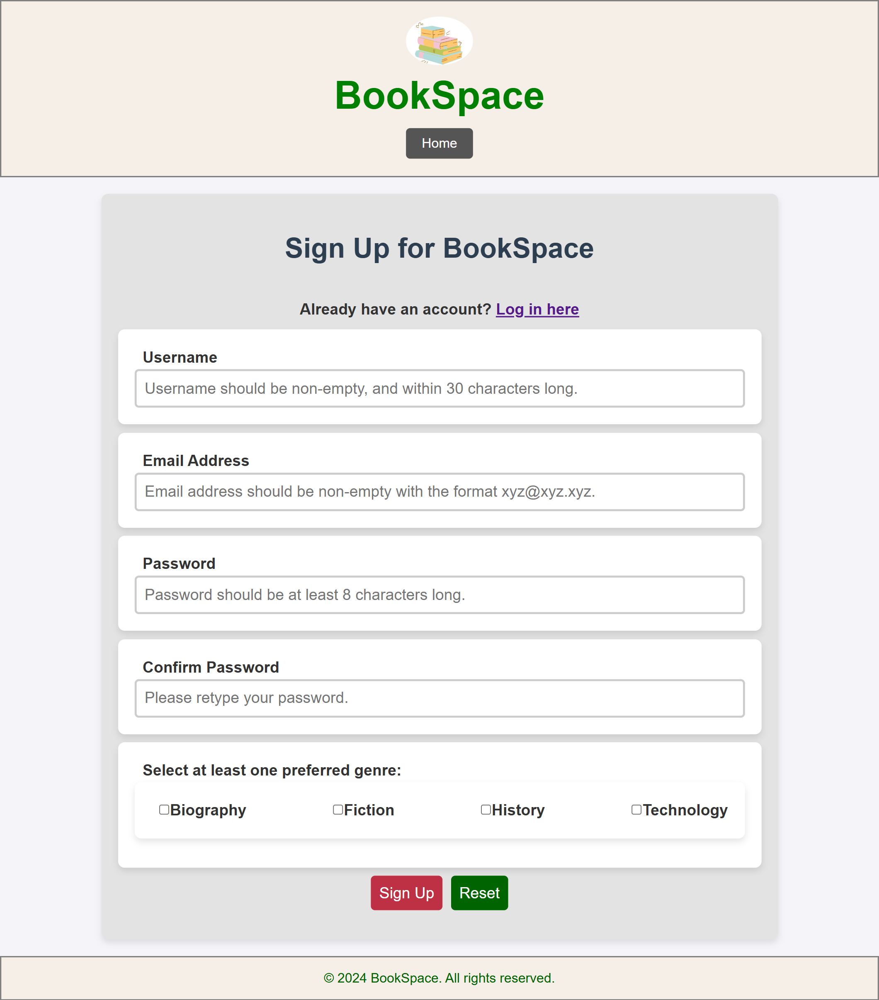 BookSpace
Home
Sign Up for BookSpace
Already have an account? Log in here
Username
Username should be non-empty, and within 30 characters long.
Email Address
Email address should be non-empty with the format xyz@xyz.xyz.
Password
Password should be at least 8 characters long.
Confirm Password
Please retype your password.
Select at least one preferred genre:
Biography Fiction History Technology
Sign Up Reset
© 2024 BookSpace. All rights reserved.